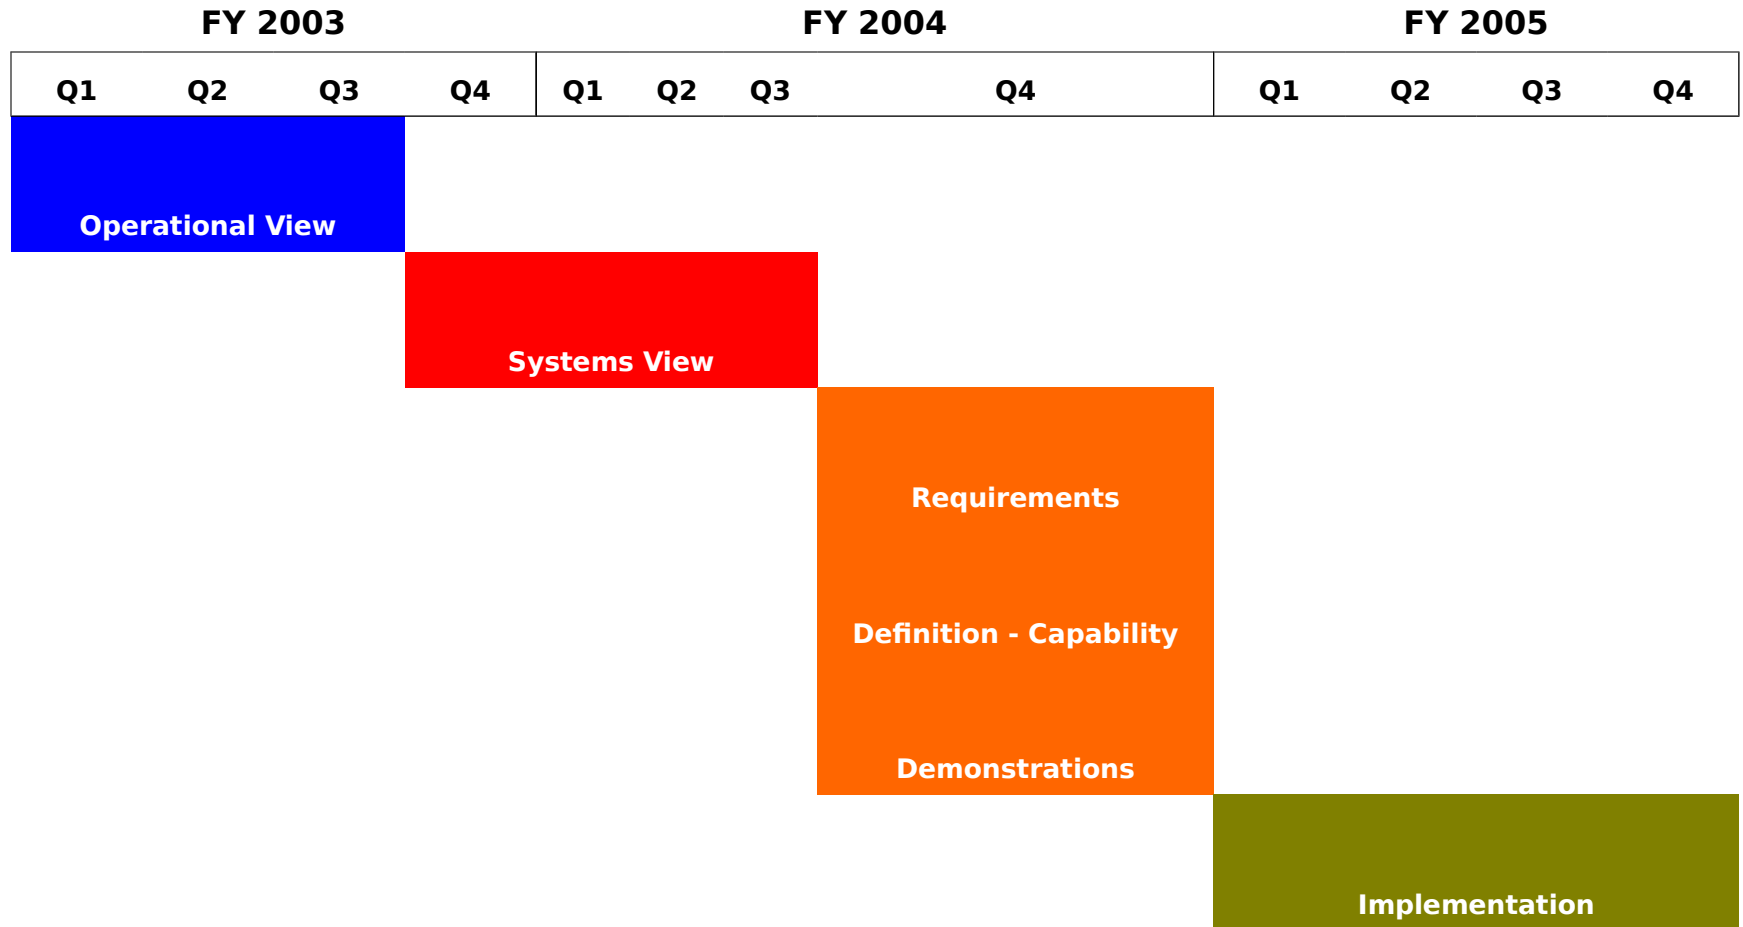 FY 2003 FY 2004 FY 2005
Q1 Q2 Q3 Q4 Q1 Q2 Q3 Q4 Q1 Q2 Q3 Q4
Operational View
Systems View
Requirements
Definition - Capability
Demonstrations
Implementation